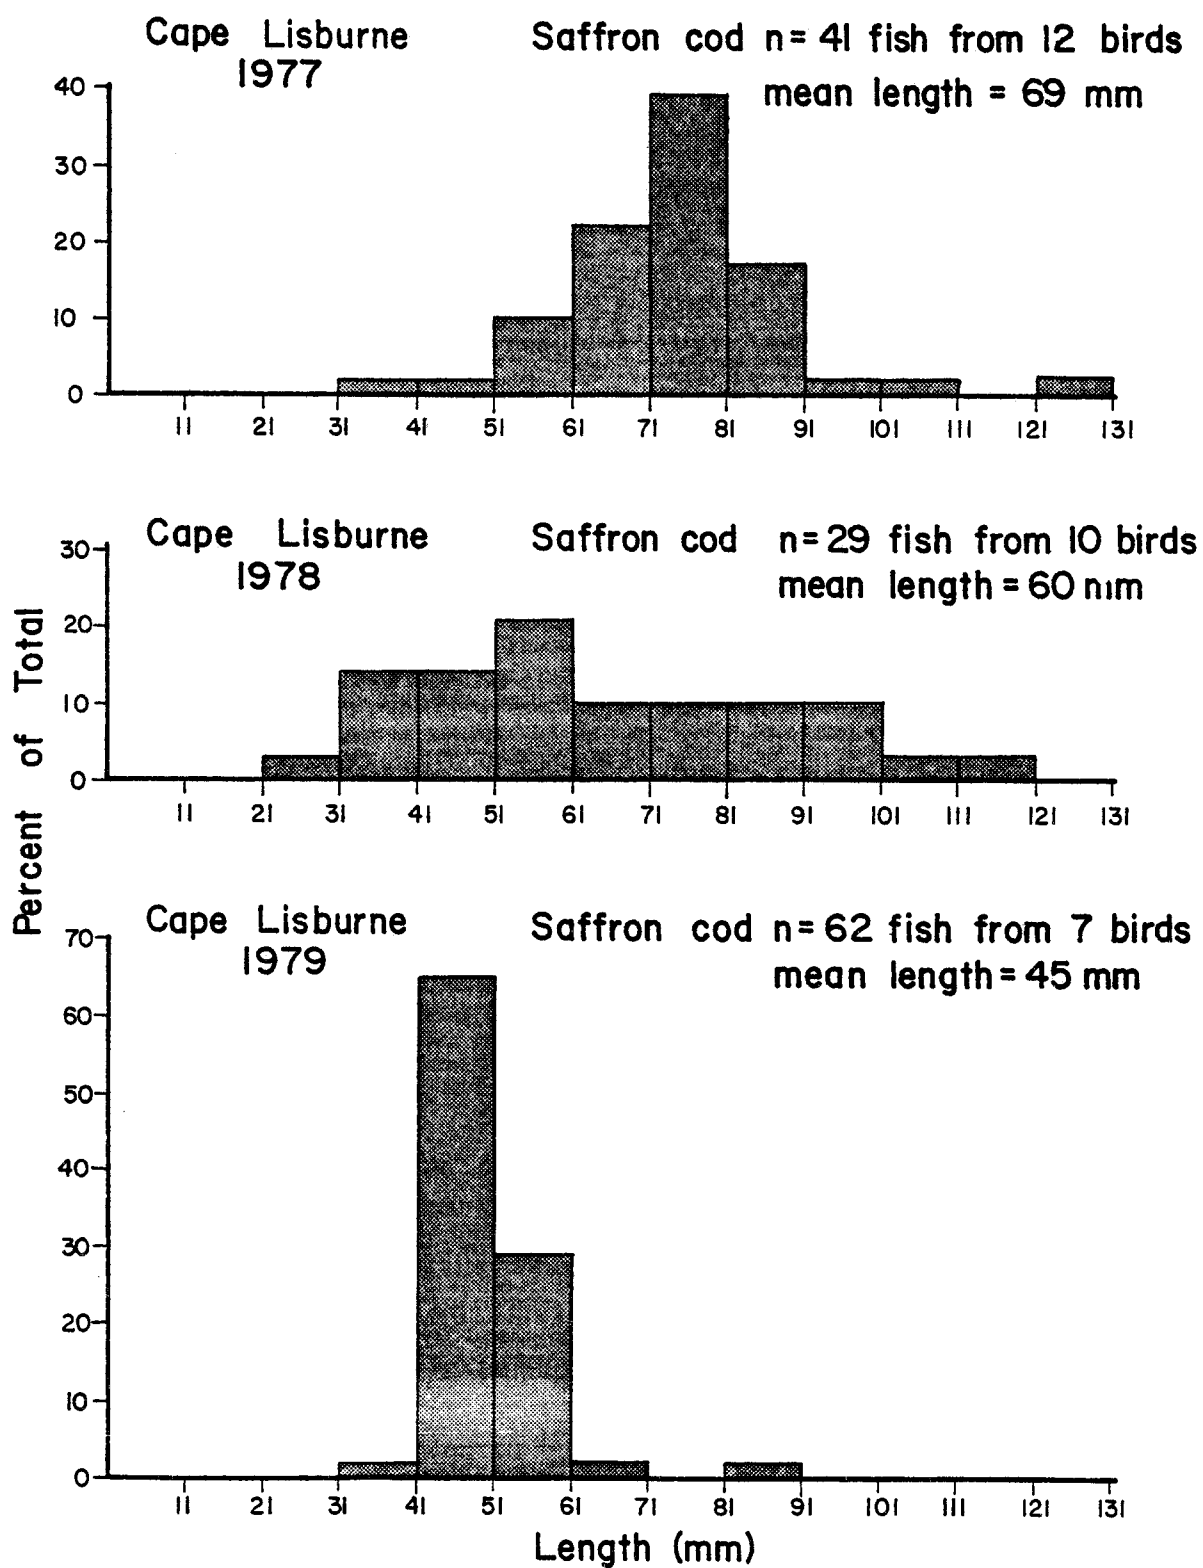 Cape Lisburne
1977
Saffron cod n= 41 fish from 12 birds
mean length = 69 mm
40
30
20
10
0
11 21 31 41 51 61 71 81 91 101 111 121 131
Cape Lisburne
1978
Saffron cod n= 29 fish from 10 birds
mean length = 60 mm
30
20
10
0
11 21 31 41 51 61 71 81 91 101 111 121 131
Percent of Total
Cape Lisburne
1979
Saffron cod n= 62 fish from 7 birds
mean length = 45 mm
70
60
50
40
30
20
10
0
11 21 31 41 51 61 71 81 91 101 111 121 131
Length (mm)